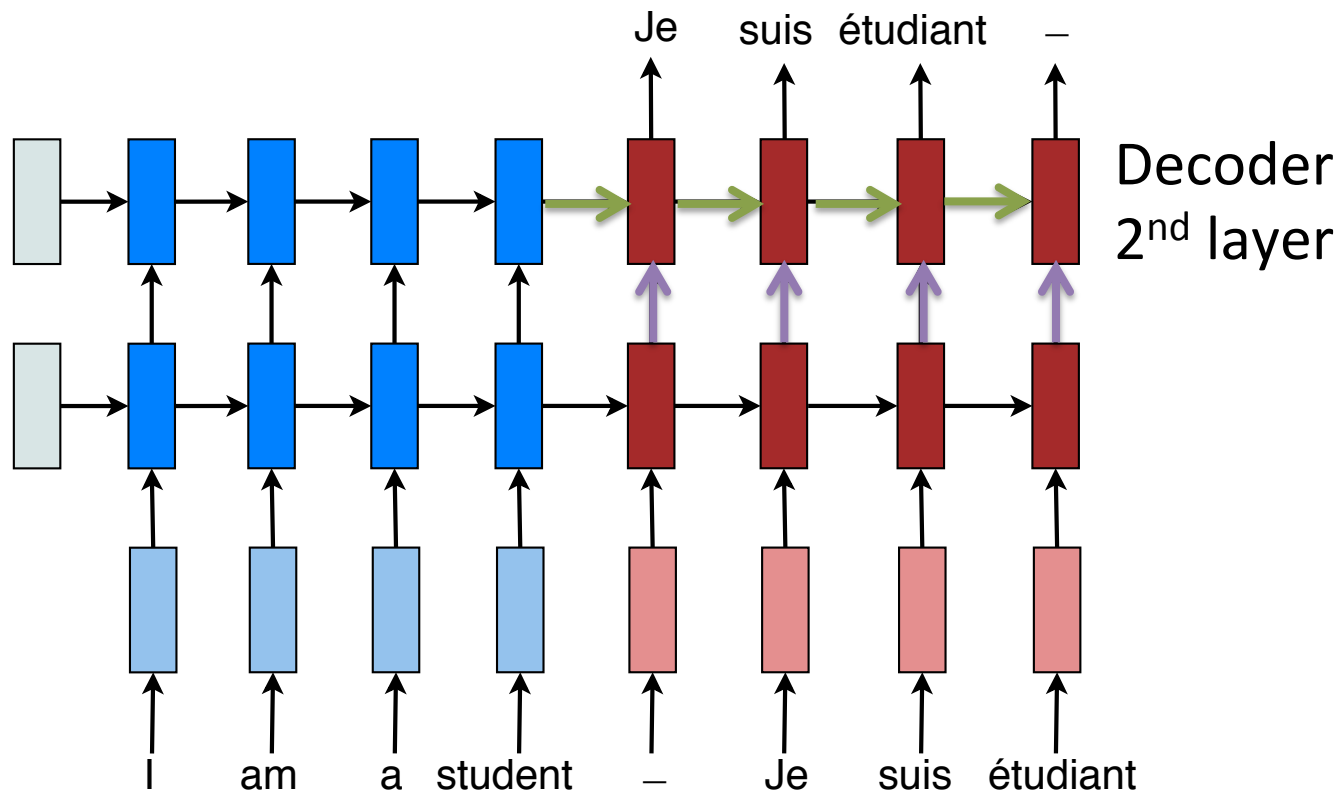 Je suis étudiant _
Decoder
2nd layer
I am a student _ Je suis étudiant